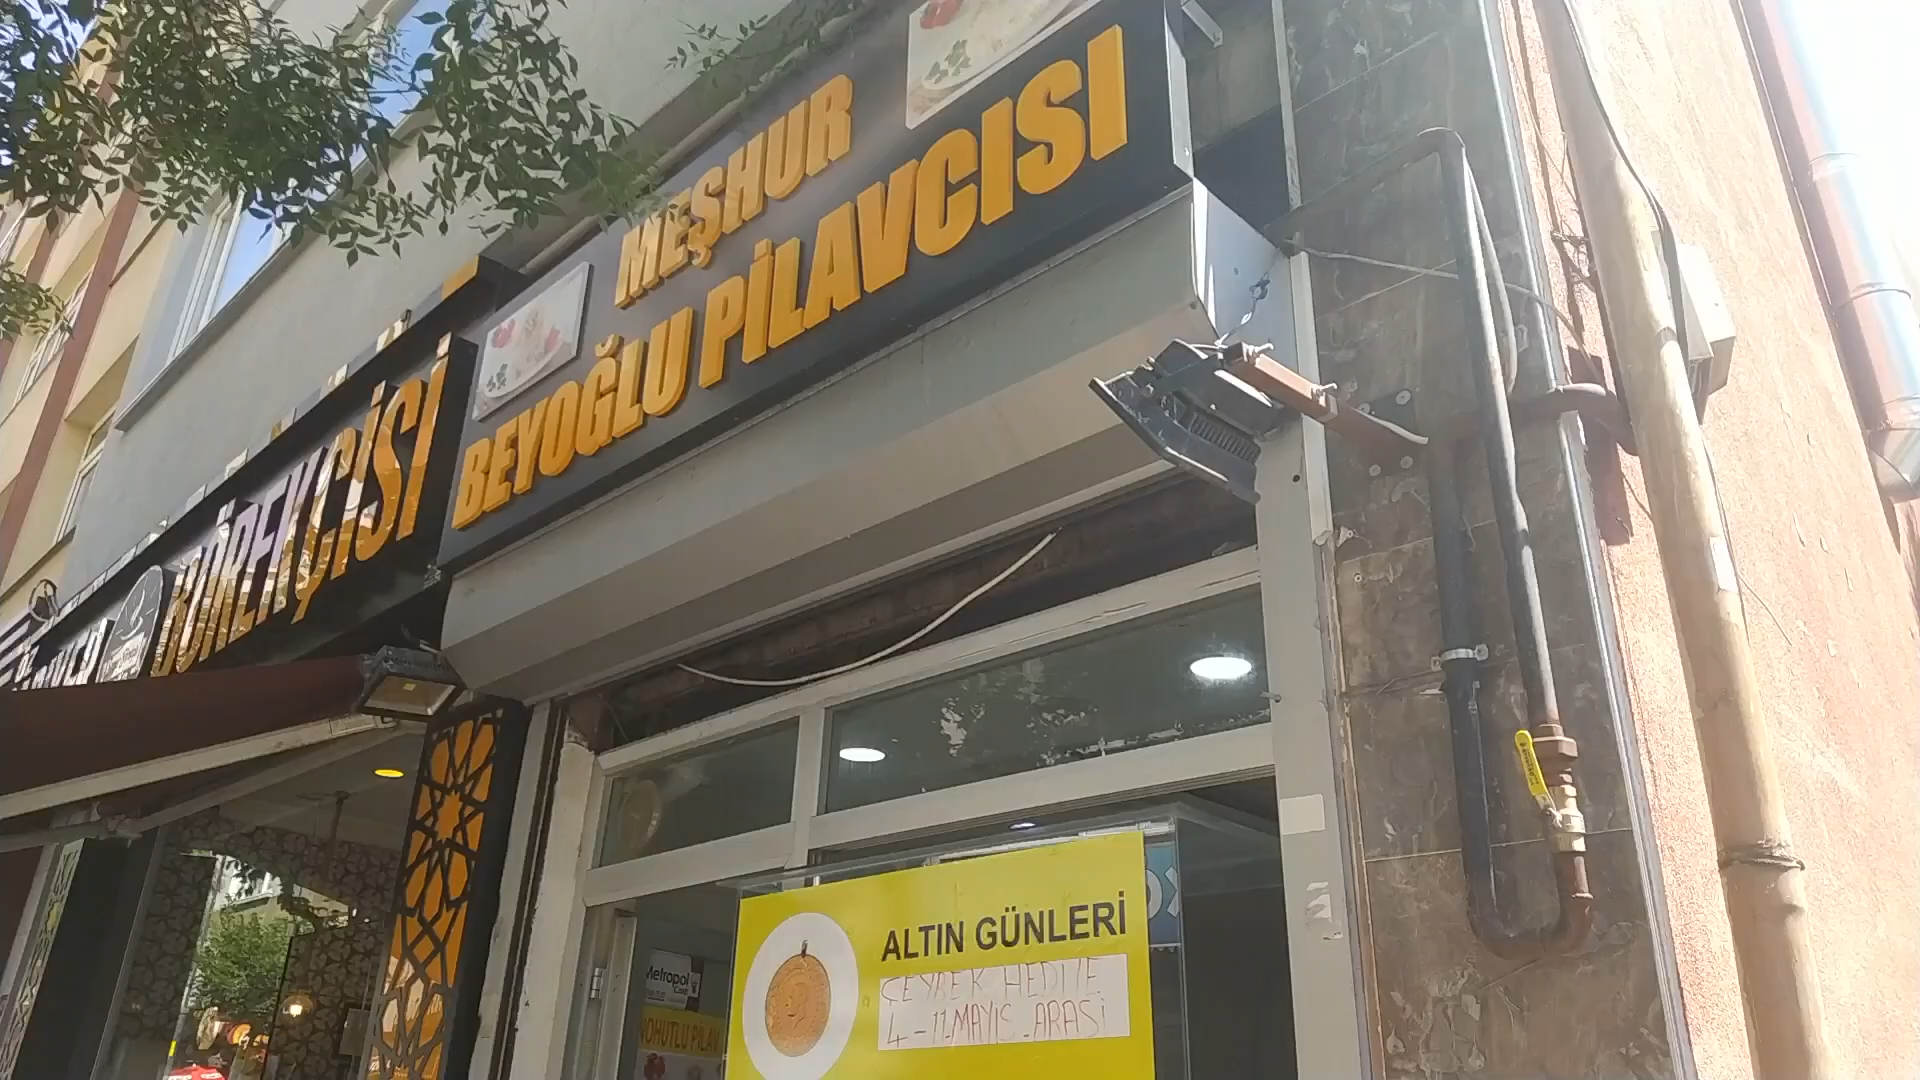 MEŞHUR
BEYOĞLU PİLAVCISI
BÖREKÇİSİ
ALTIN GÜNLERİ
ÇEYREK HEDİYE
4-11.MAYIS.ARASI
Metropol
Card
NOHUTLU PİLAV